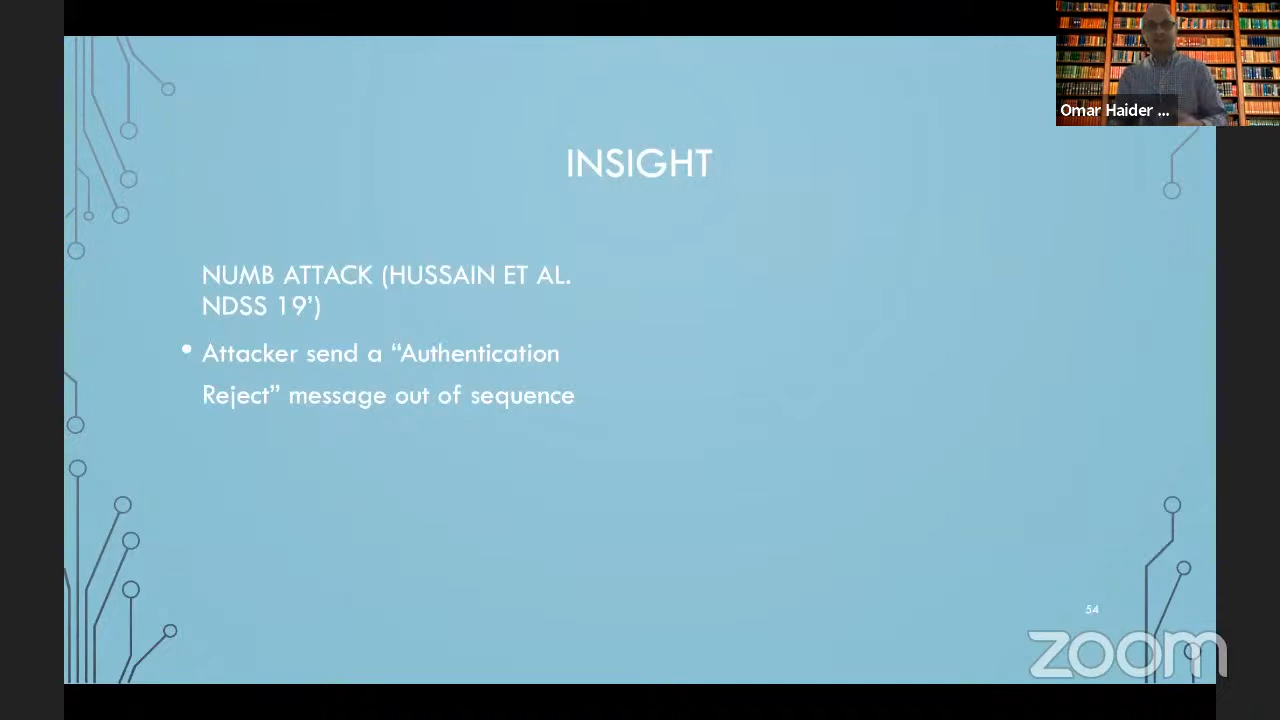 Omar Haider ...
INSIGHT
NUMB ATTACK (HUSSAIN ET AL.
NDSS 19’)
• Attacker send a “Authentication
Reject” message out of sequence
54
zoom